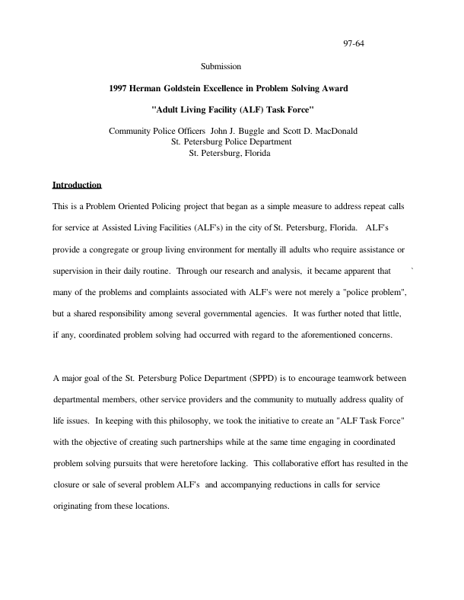 97-64
Submission
1997 Herman Goldstein Excellence in Problem Solving Award
"Adult Living Facility (ALF) Task Force"
Community Police Officers John J. Buggle and Scott D. MacDonald
St. Petersburg Police Department
St. Petersburg, Florida
Introduction
This is a Problem Oriented Policing project that began as a simple measure to address repeat calls
for service at Assisted Living Facilities (ALF's) in the city of St. Petersburg, Florida. ALF's
provide a congregate or group living environment for mentally ill adults who require assistance or
supervision in their daily routine. Through our research and analysis, it became apparent that
many of the problems and complaints associated with ALF's were not merely a "police problem",
but a shared responsibility among several governmental agencies. It was further noted that little,
if any, coordinated problem solving had occurred with regard to the aforementioned concerns.
A major goal of the St. Petersburg Police Department (SPPD) is to encourage teamwork between
departmental members, other service providers and the community to mutually address quality of
life issues. In keeping with this philosophy, we took the initiative to create an "ALF Task Force"
with the objective of creating such partnerships while at the same time engaging in coordinated
problem solving pursuits that were heretofore lacking. This collaborative effort has resulted in the
closure or sale of several problem ALF's and accompanying reductions in calls for service
originating from these locations.